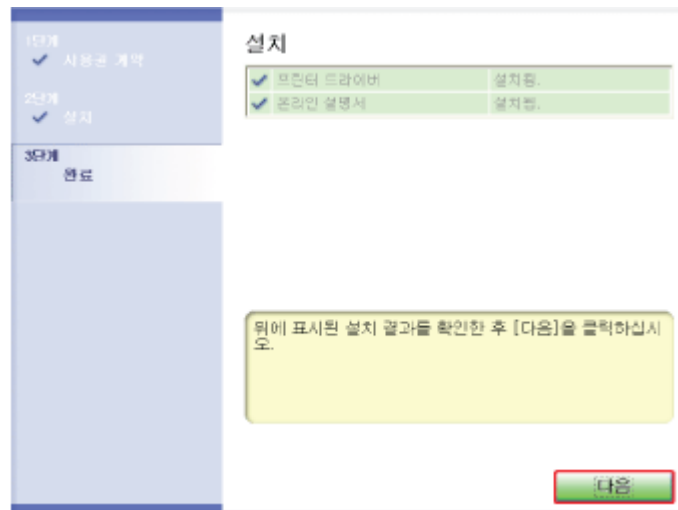 1단계
사용권 계약
2단계
설치
3단계
완료
설치
프린터 드라이버 설치됨.
온라인 설명서 설치됨.
위에 표시된 설치 결과를 확인한 후 [다음]을 클릭하십시
오.
다음